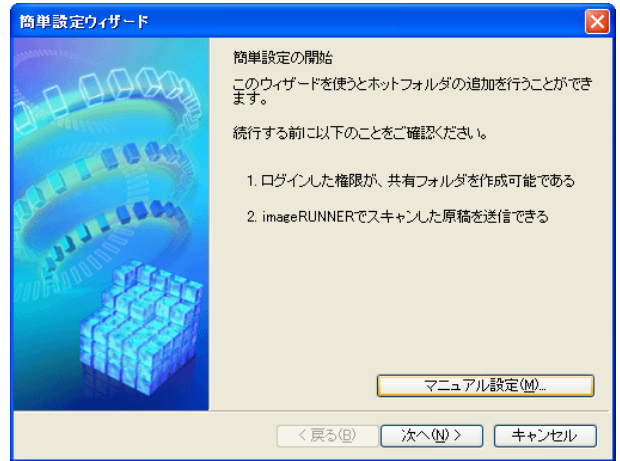 簡単設定ウィザード
簡単設定の開始
このウィザードを使うとホットフォルダの追加を行うことができ
ます。
続行する前に以下のことをご確認ください。
1. ログインした権限が、共有フォルダを作成可能である
2. imageRUNNERでスキャンした原稿を送信できる
マニュアル設定(M)...
< 戻る(B) 次へ(N) > キャンセル